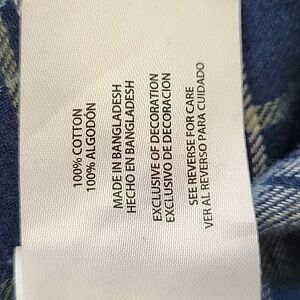 100% COTTON
100% ALGODÓN
MADE IN BANGLADESH
HECHO EN BANGLADESH
EXCLUSIVE OF DECORATION
EXCLUSIVO DE DECORACION
SEE REVERSE FOR CARE
VER AL REVERSO PARA CUIDADO